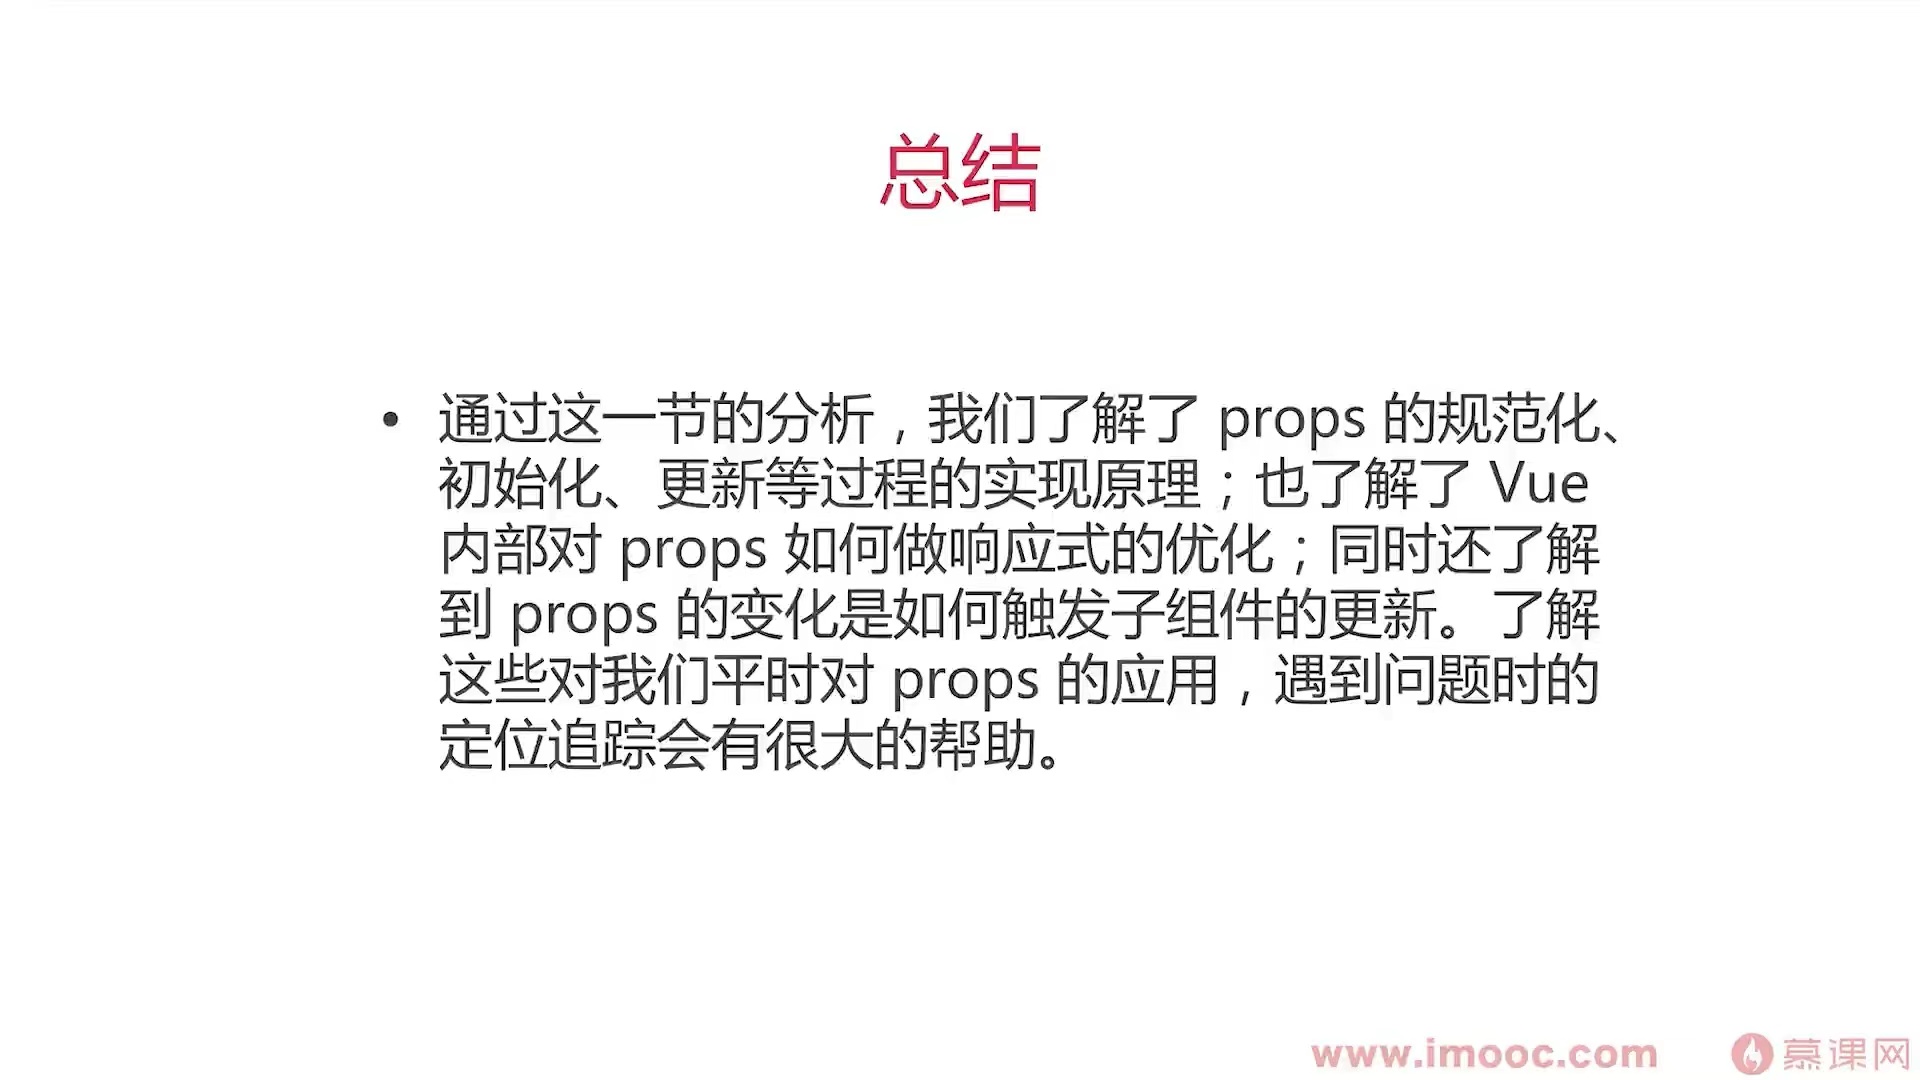 总结
• 通过这一节的分析，我们了解了 props 的规范化、
初始化、更新等过程的实现原理；也了解了 Vue
内部对 props 如何做响应式的优化；同时还了解
到 props 的变化是如何触发子组件的更新。了解
这些对我们平时对 props 的应用，遇到问题时的
定位追踪会有很大的帮助。
www.imooc.com 慕课网